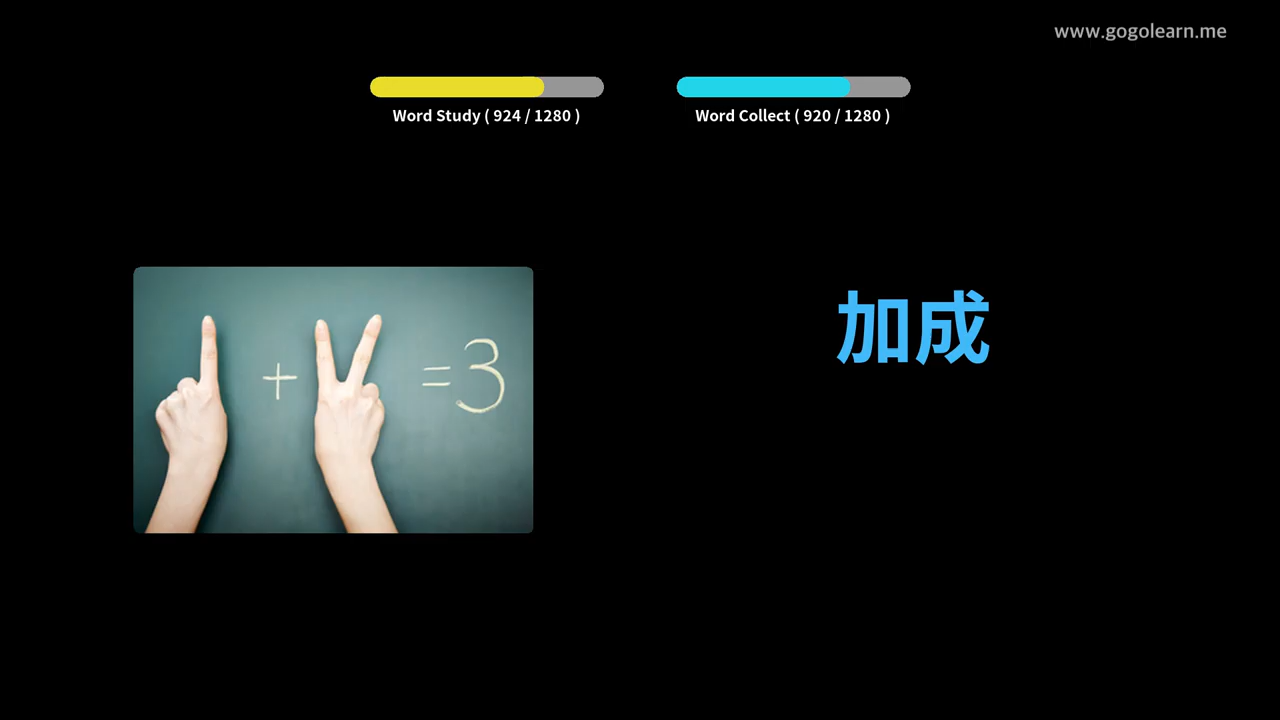 www.gogolearn.me
Word Study ( 924 / 1280 )
Word Collect ( 920 / 1280 )
+ =3
加成